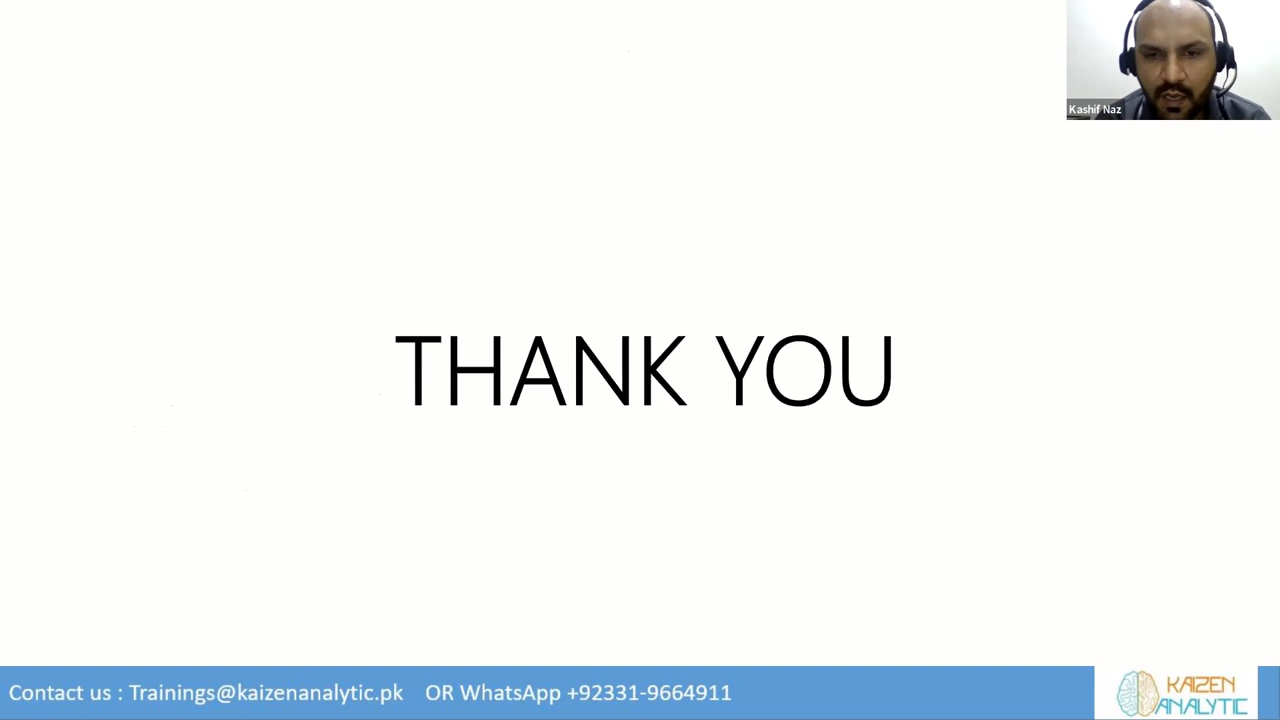 Kashif Naz
THANK YOU
Contact us : Trainings@kaizenanalytic.pk OR WhatsApp +92331-9664911
KAIZEN
ANALYTIC